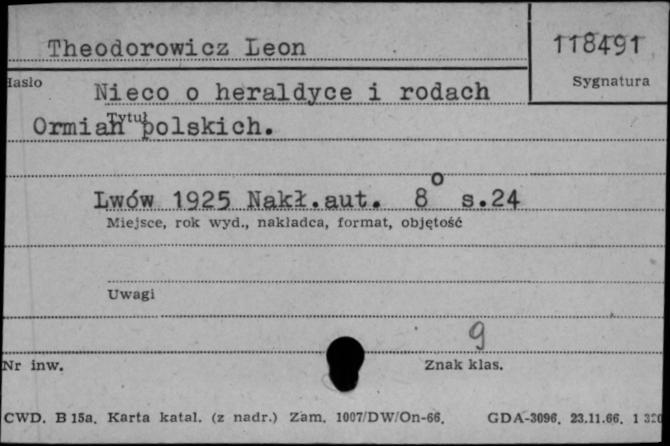 Theodorowicz Leon
118491
Hasło
Sygnatura
Nieco o heraldyce i rodach
Tytuł
Ormian polskich.
Lwów 1925 Nakł.aut. 8° s.24
Miejsce, rok wyd., nakładca, format, objętość
Uwagi
9
Nr inw.
Znak klas.
CWD. B 15a. Karta katal. (z nadr.) Zam. 1007/DW/On-66. GDA-3096. 23.11.66.